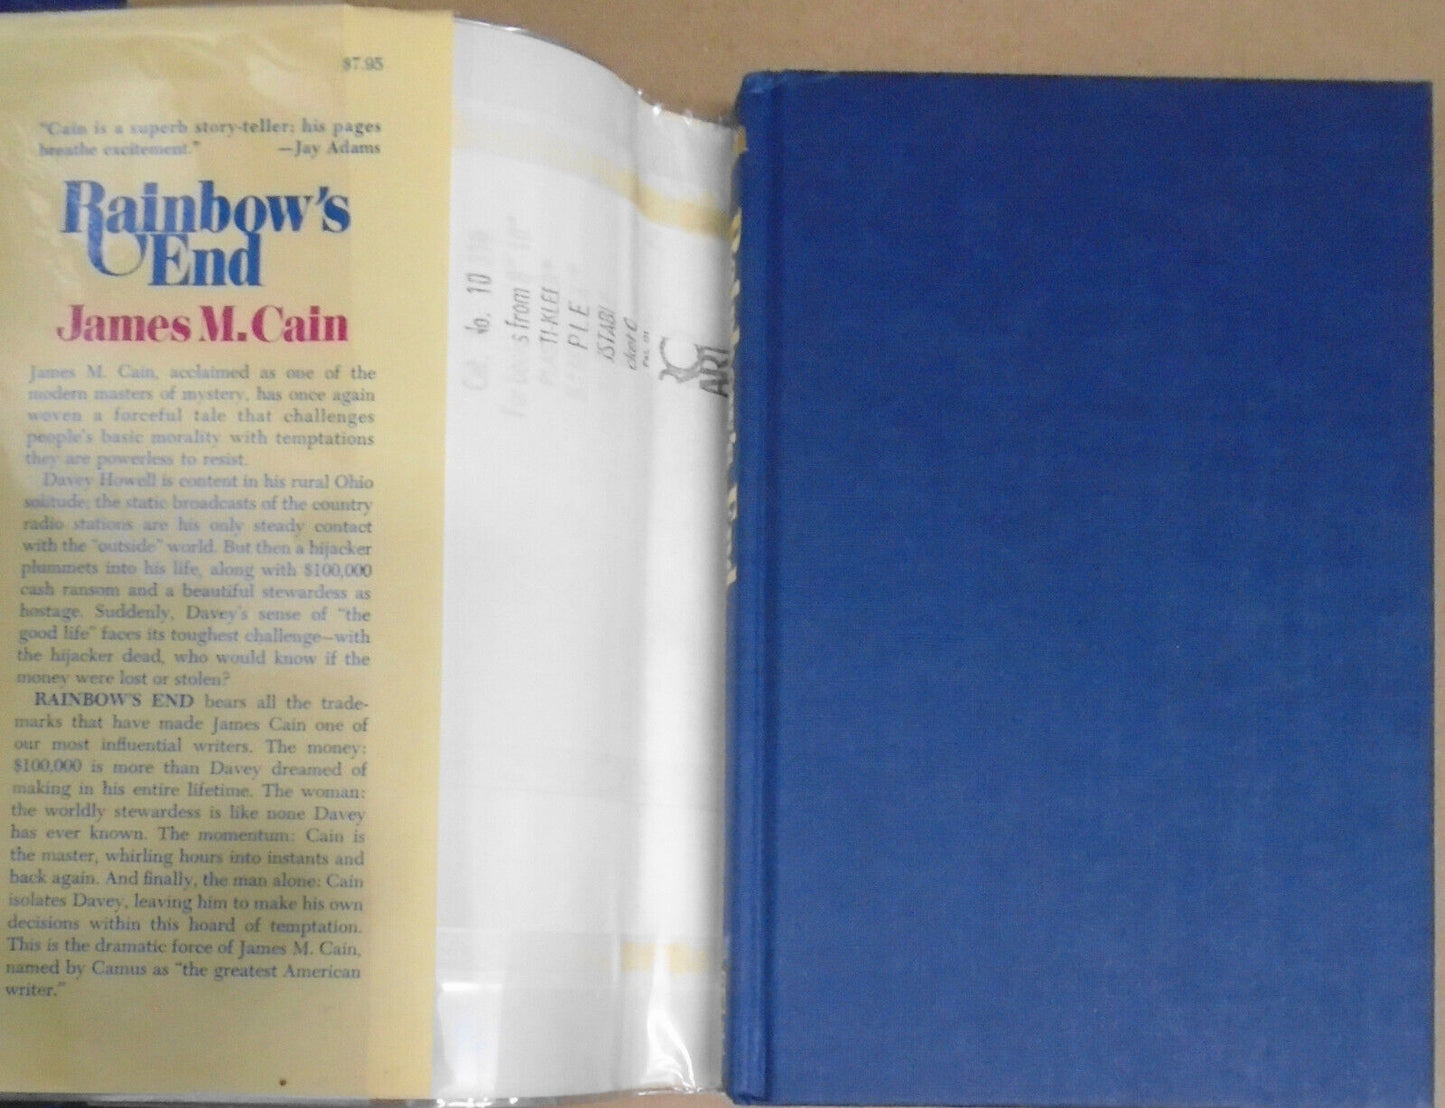 $7.95
"Cain is a superb story-teller; his pages
breathe excitement." —Jay Adams
Rainbow's
End
James M. Cain
James M. Cain, acclaimed as one of the
modern masters of mystery, has once again
woven a forceful tale that challenges
people's basic morality with temptations
they are powerless to resist.
Davey Howell is content in his rural Ohio
solitude; the static broadcasts of the country
radio stations are his only steady contact
with the "outside" world. But then a hijacker
plummets into his life, along with $100,000
cash ransom and a beautiful stewardess as
hostage. Suddenly, Davey's sense of "the
good life" faces its toughest challenge—with
the hijacker dead, who would know if the
money were lost or stolen?
RAINBOW'S END bears all the trade-
marks that have made James Cain one of
our most influential writers. The money:
$100,000 is more than Davey dreamed of
making in his entire lifetime. The woman:
the worldly stewardess is like none Davey
has ever known. The momentum: Cain is
the master, whirling hours into instants and
back again. And finally, the man alone: Cain
isolates Davey, leaving him to make his own
decisions within this hoard of temptation.
This is the dramatic force of James M. Cain,
named by Camus as "the greatest American
writer."
No. 10
from
PLE
ART